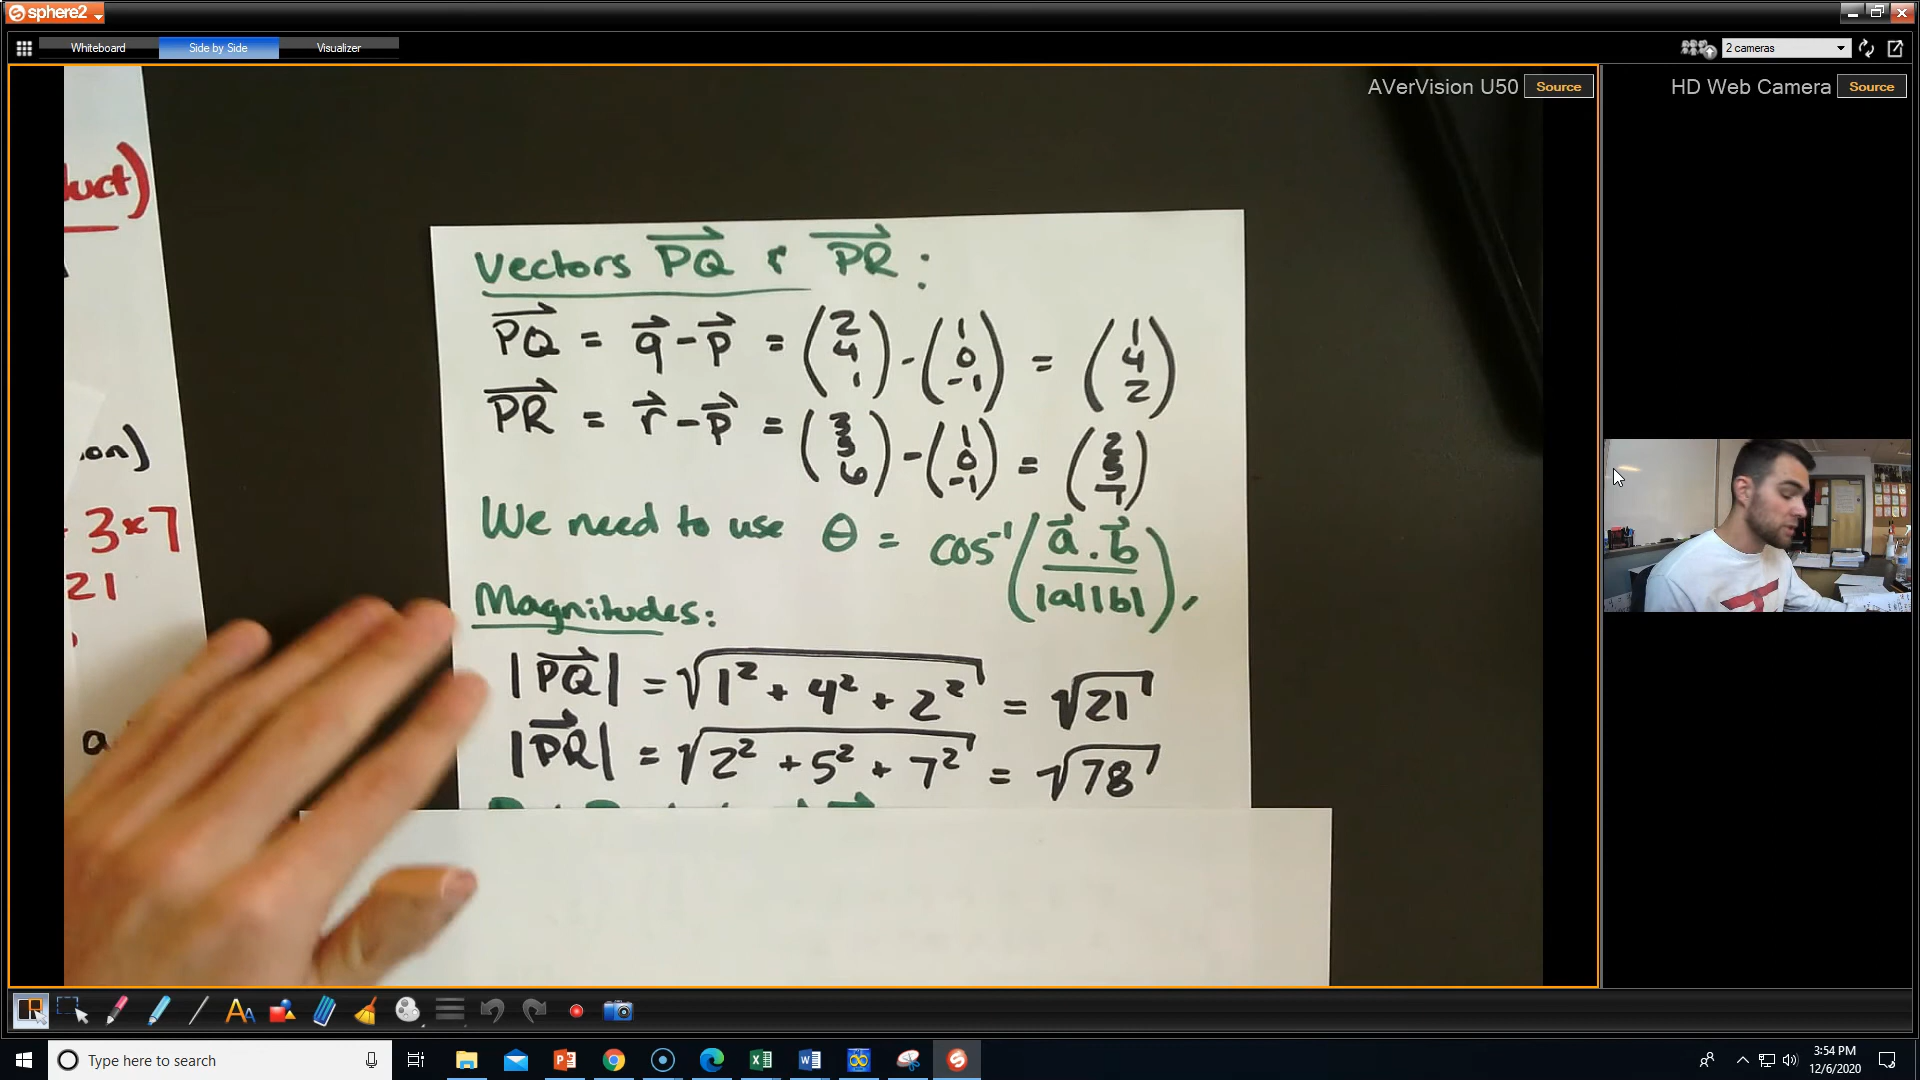 sphere2
Whiteboard Side by Side Visualizer 2 cameras
AVerVision U50 Source HD Web Camera Source
Vectors PQ & PR :
PQ = q - p = (2 4 1) - (1 0 -1) = (1 4 2)
PR = r - p = (3 5 6) - (1 0 -1) = (2 5 7)
We need to use θ = cos⁻¹(a . b / |a||b|) ,
Magnitudes:
|PQ| = √1² + 4² + 2² = √21
|PR| = √2² + 5² + 7² = √78
uct)
on)
3x7
21
a
Type here to search
3:54 PM
12/6/2020